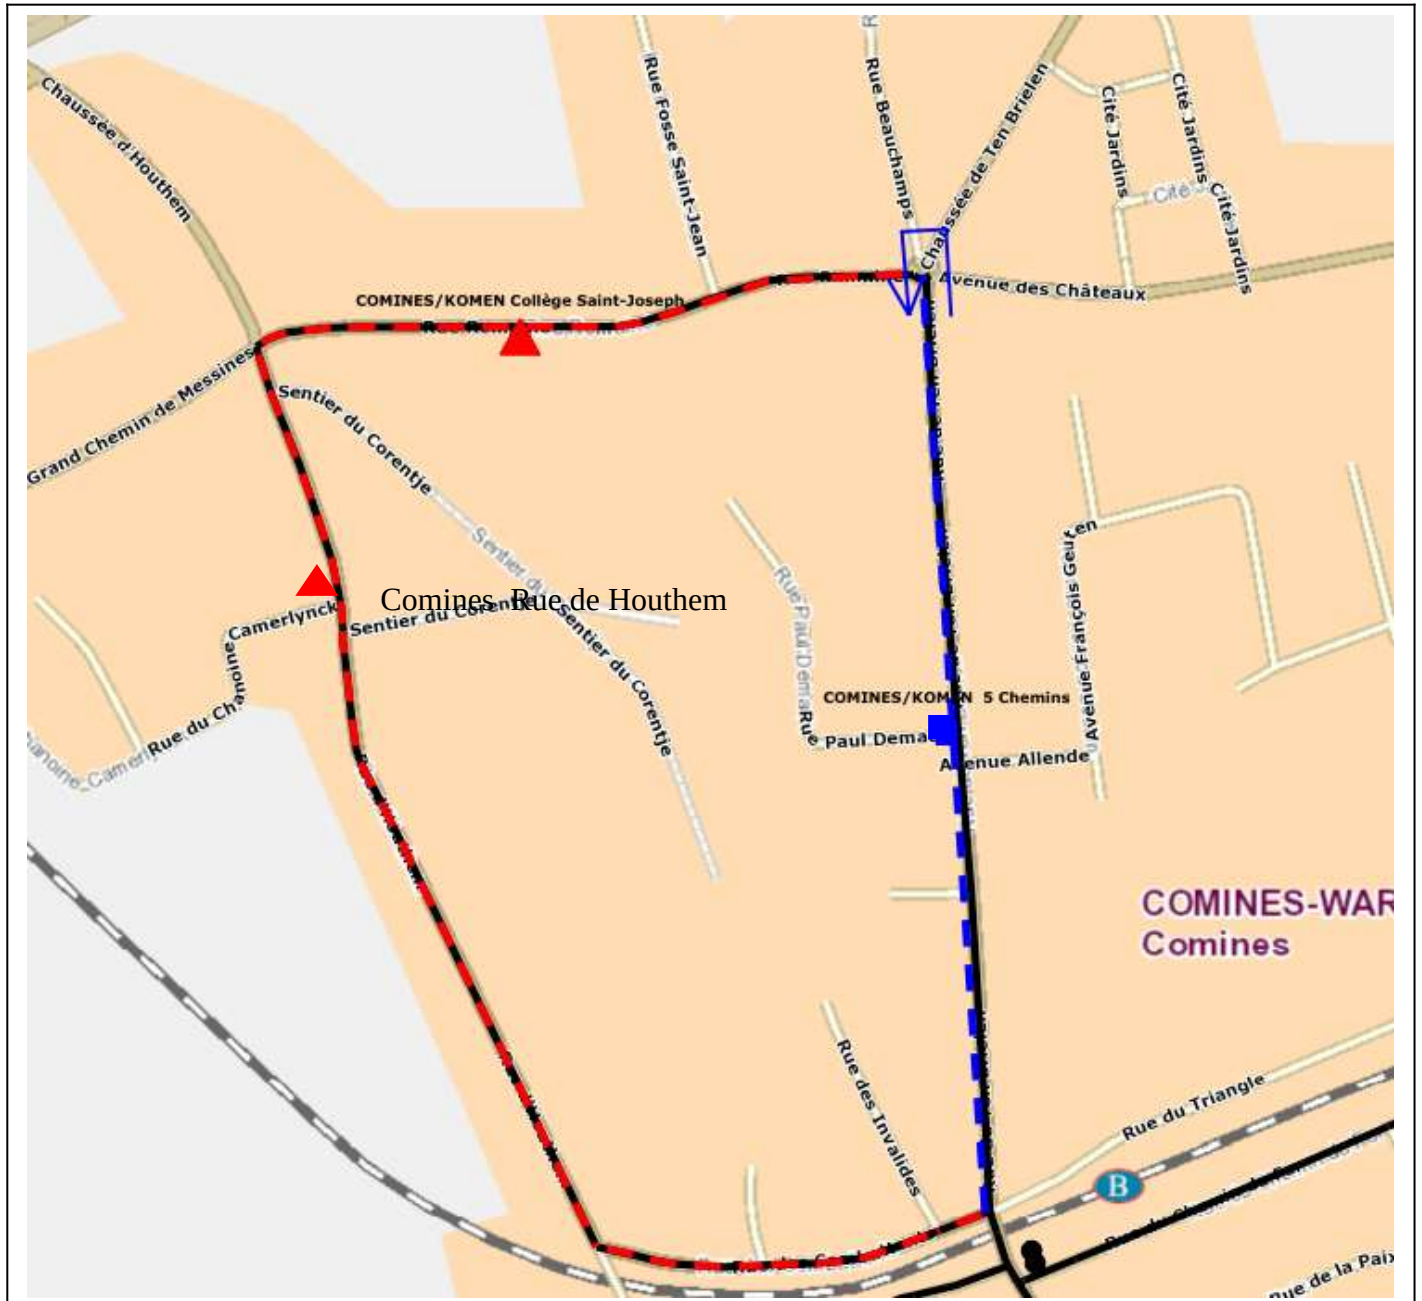 Chaussée d'Houthem
Rue Fosse Saint-Jean
Rue Beauchamps
Chaussée de Ten Brielen
Cité Jardins
Cité Jardins
Cité Jardins
Avenue des Châteaux
COMINES/KOMEN Collège Saint-Joseph
Grand Chemin de Messines
Sentier du Corentje
Sentier du
Sentier du Corentje
Sentier du Corentje
Camerlynck
Comines Rue de Houthem
Rue du Chanoine
Rue Paul Dema
Rue
Paul Dema
COMINES/KOMEN 5 Chemins
Avenue Allende
Avenue François Geuten
COMINES-WAR
Comines
Rue des Invalides
Rue du Triangle
B
Rue de la Paix